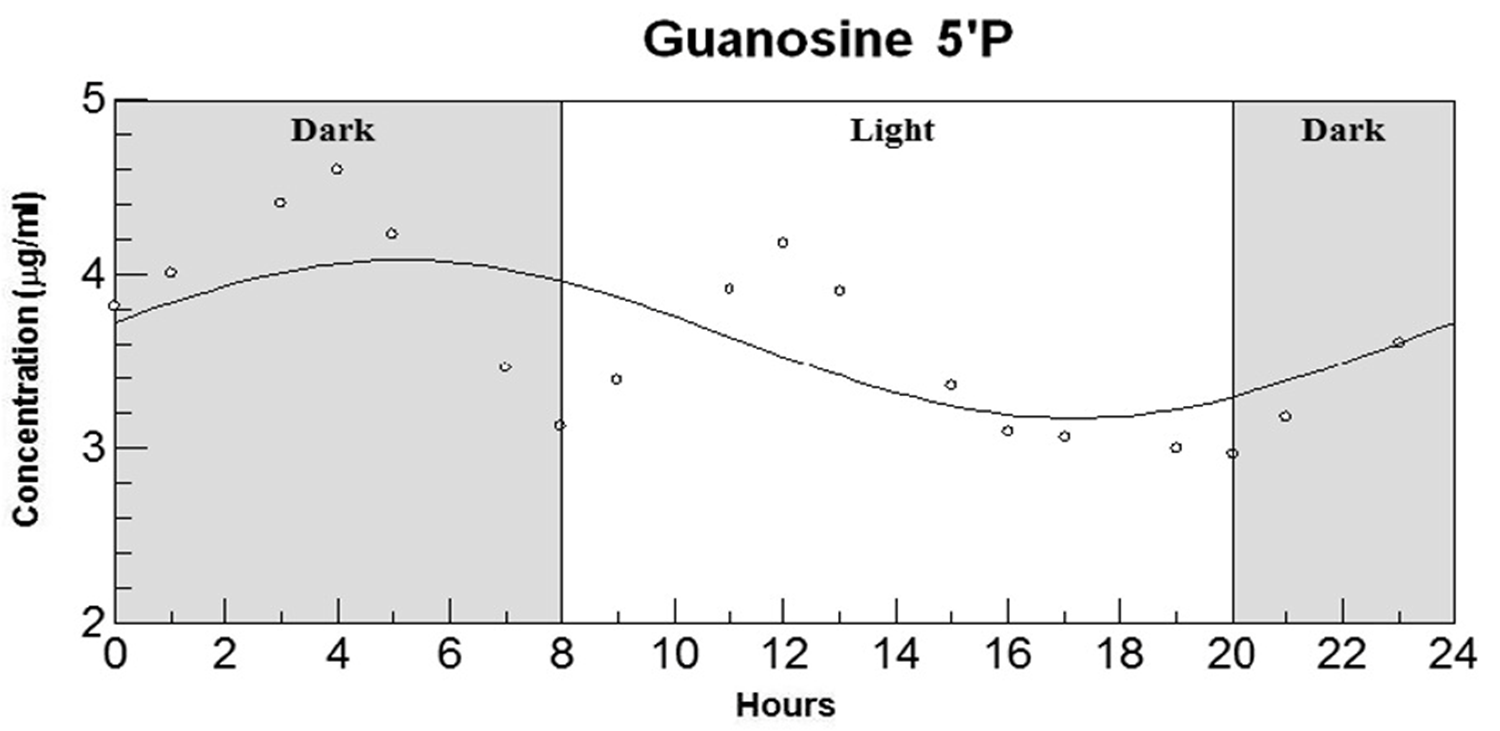 Guanosine 5'P
Dark Light Dark
5
4
3
2
Concentration (μg/ml)
0 2 4 6 8 10 12 14 16 18 20 22 24
Hours